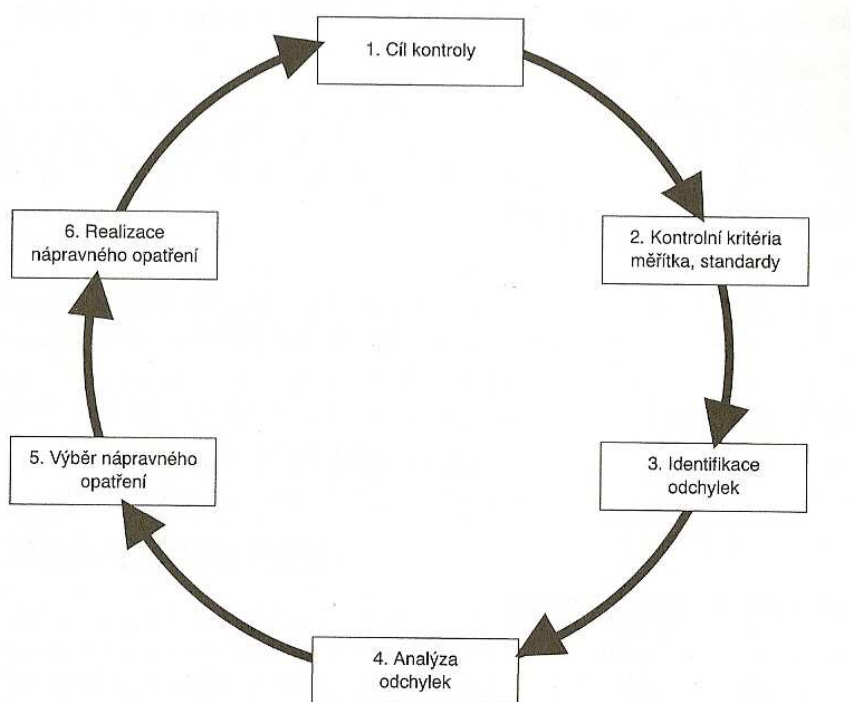 1. Cíl kontroly
2. Kontrolní kritéria
měřítka, standardy
3. Identifikace
odchylek
4. Analýza
odchylek
5. Výběr nápravného
opatření
6. Realizace
nápravného opatření